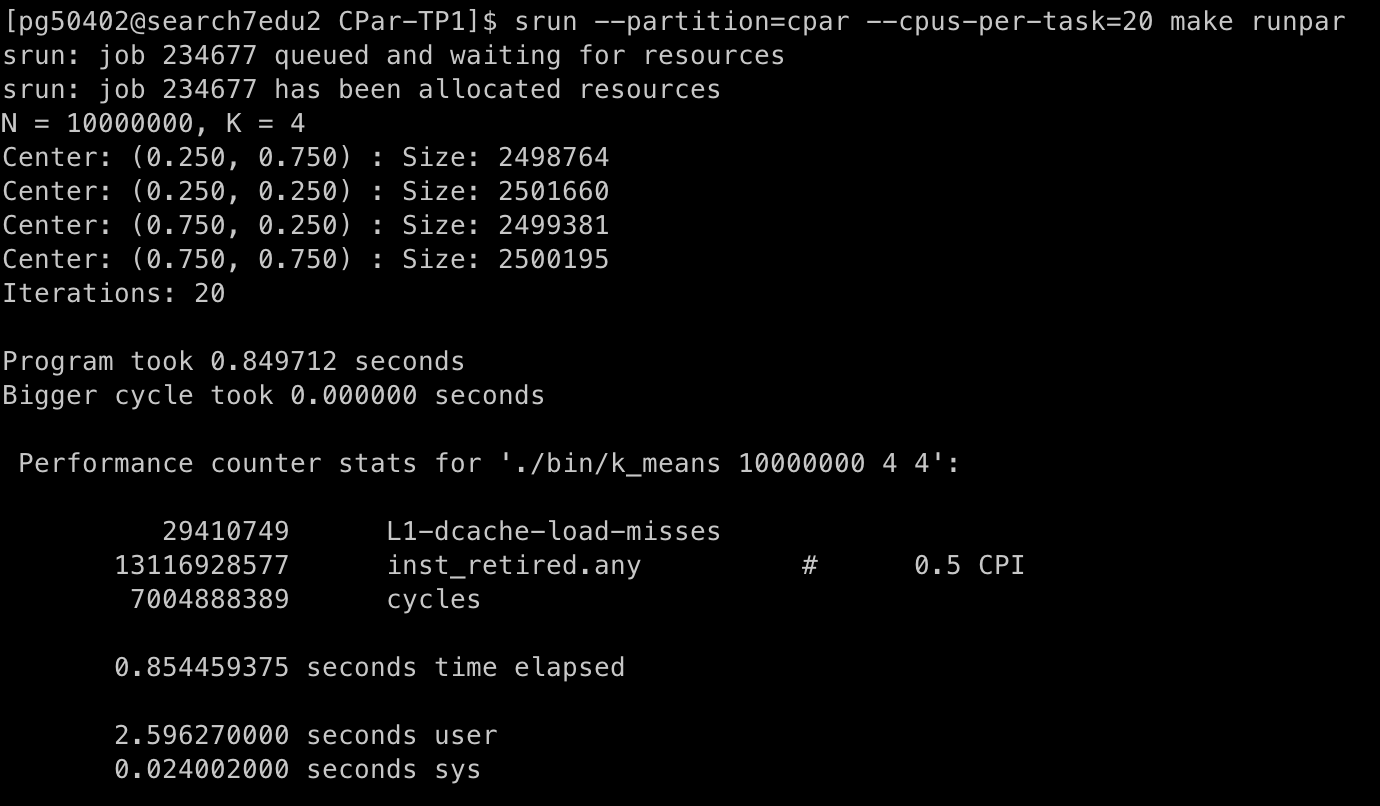 [pg50402@search7edu2 CPar-TP1]$ srun --partition=cpar --cpus-per-task=20 make runpar
srun: job 234677 queued and waiting for resources
srun: job 234677 has been allocated resources
N = 10000000, K = 4
Center: (0.250, 0.750) : Size: 2498764
Center: (0.250, 0.250) : Size: 2501660
Center: (0.750, 0.250) : Size: 2499381
Center: (0.750, 0.750) : Size: 2500195
Iterations: 20
Program took 0.849712 seconds
Bigger cycle took 0.000000 seconds
Performance counter stats for './bin/k_means 10000000 4 4':
29410749 L1-dcache-load-misses
13116928577 inst_retired.any # 0.5 CPI
7004888389 cycles
0.854459375 seconds time elapsed
2.596270000 seconds user
0.024002000 seconds sys